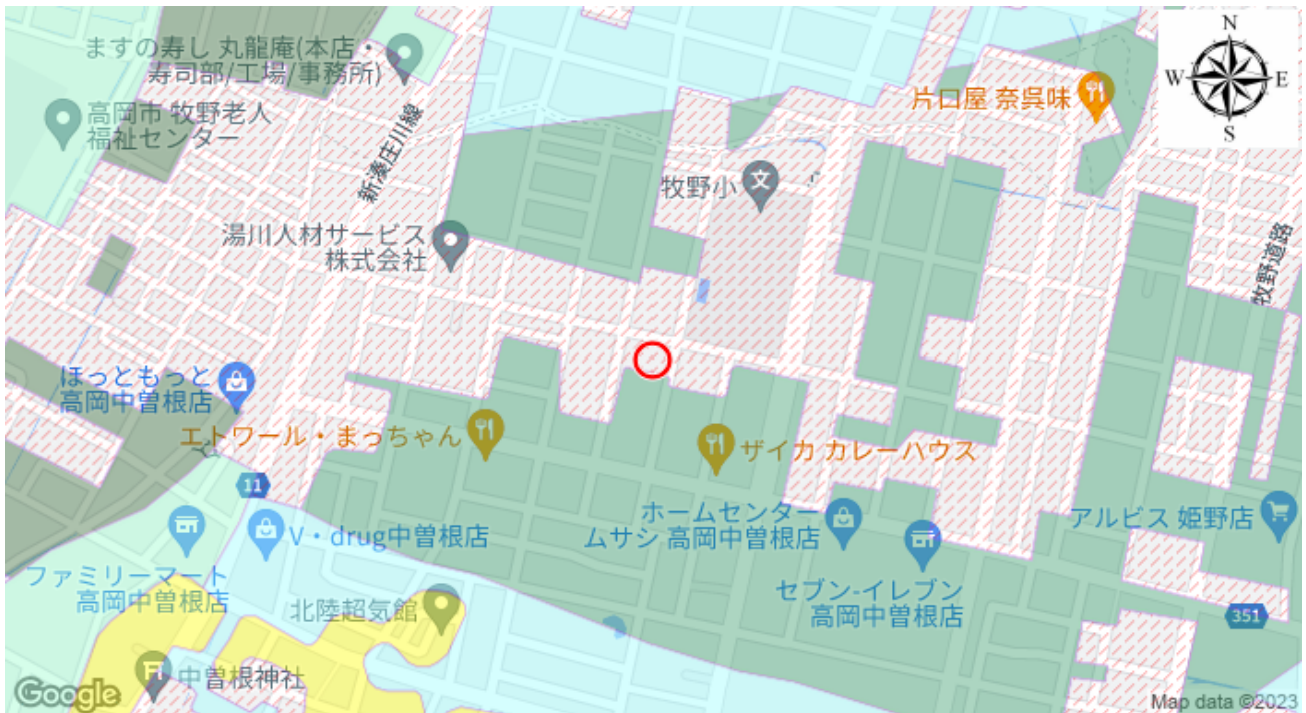 ますの寿し 丸龍庵(本店・
寿司部/工場/事務所)
高岡市 牧野老人
福祉センター
新湊庄川線
湯川人材サービス
株式会社
牧野小
文
片口屋 奈呉味
N
W
E
S
牧野道路
ほっともっと
高岡中曽根店
エトワール・まっちゃん
ザイカ カレーハウス
11
V・drug中曽根店
ファミリーマート
高岡中曽根店
ホームセンター
ムサシ 高岡中曽根店
セブン-イレブン
高岡中曽根店
アルビス 姫野店
351
北陸超気館
中曽根神社
Google
Map data ©2023